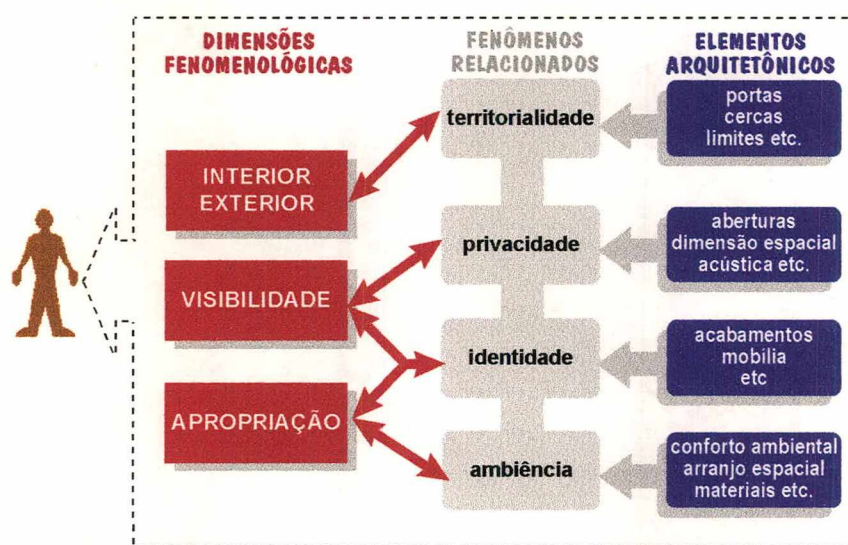 DIMENSÕES
FENOMENOLÓGICAS
FENÔMENOS
RELACIONADOS
ELEMENTOS
ARQUITETÔNICOS
INTERIOR
EXTERIOR
VISIBILIDADE
APROPRIAÇÃO
territorialidade
privacidade
identidade
ambiência
portas
cercas
limites etc.
aberturas
dimensão espacial
acústica etc.
acabamentos
mobília
etc
conforto ambiental
arranjo espacial
materiais etc.